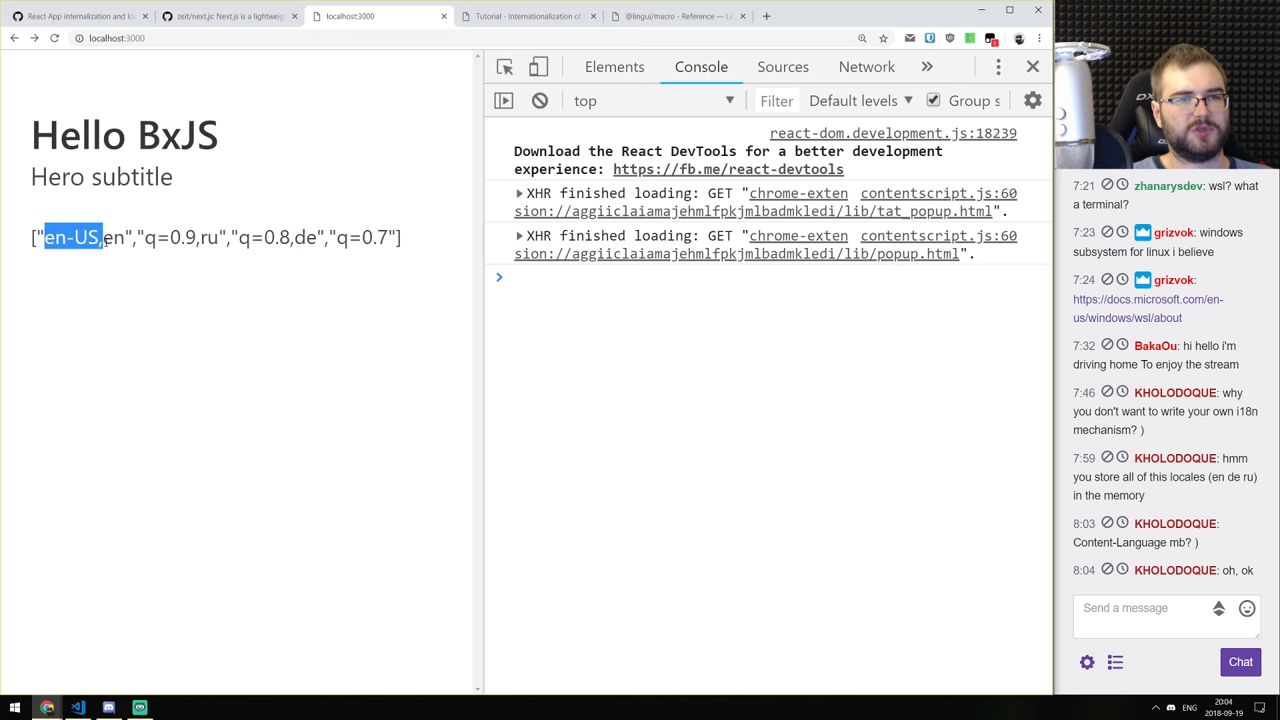 React App internalization and lo
zeit/next.js: Next.js is a lightweig
localhost:3000
Tutorial - Internationalization of
@lingui/macro - Reference — Li
localhost:3000
Hello BxJS
Hero subtitle
["en-US,en","q=0.9,ru","q=0.8,de","q=0.7"]
Elements
Console
Sources
Network
top
Filter
Default levels
Group s
react-dom.development.js:18239
Download the React DevTools for a better development
experience: https://fb.me/react-devtools
XHR finished loading: GET "chrome-exten contentscript.js:60
sion://aggiiclaiamajehmlfpkjmlbadmkledi/lib/tat_popup.html".
XHR finished loading: GET "chrome-exten contentscript.js:60
sion://aggiiclaiamajehmlfpkjmlbadmkledi/lib/popup.html".
DX
7:21 zhanarysdev: wsl? what
a terminal?
7:23 grizvok: windows
subsystem for linux i believe
7:24 grizvok:
https://docs.microsoft.com/en-
us/windows/wsl/about
7:32 BakaOu: hi hello i'm
driving home To enjoy the stream
7:46 KHOLODOQUE: why
you don't want to write your own i18n
mechanism? )
7:59 KHOLODOQUE: hmm
you store all of this locales (en de ru)
in the memory
8:03 KHOLODOQUE:
Content-Language mb? )
8:04 KHOLODOQUE: oh, ok
Send a message
Chat
ENG
20:04
2018-09-19